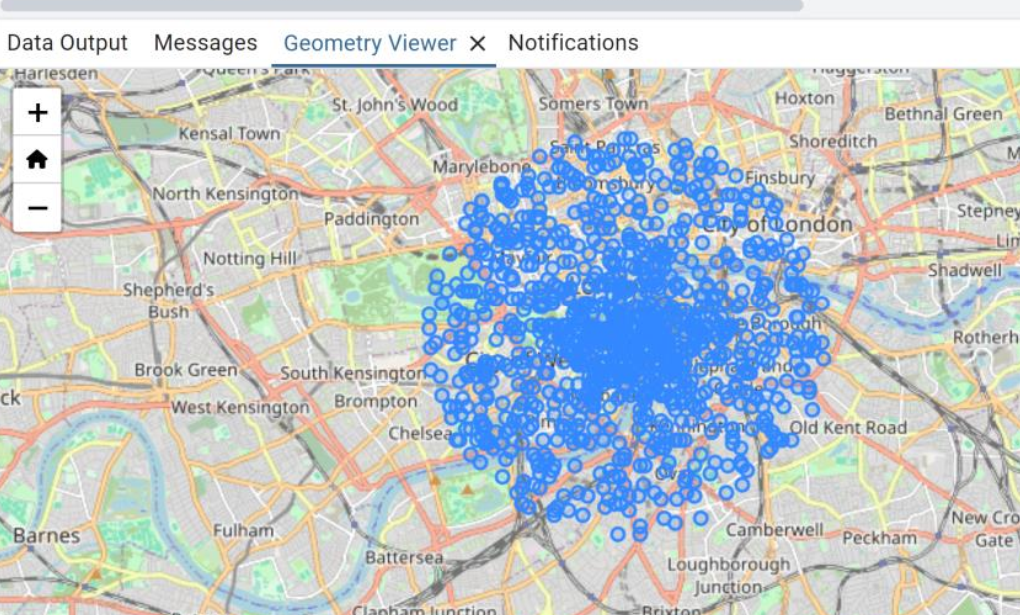 Data Output Messages Geometry Viewer × Notifications
Harlesden
Queen's Park
Haggerston
+
St. John's Wood
Somers Town
Hoxton
Bethnal Green
Kensal Town
Shoreditch
Marylebone
North Kensington
Finsbury
−
Paddington
City of London
Stepney
Notting Hill
Shadwell
Shepherd's
Bush
Brook Green
South Kensington
West Kensington
Brompton
Chelsea
Old Kent Road
Barnes
Fulham
Camberwell
Peckham
New Cro
Gate
Battersea
Loughborough
Junction
Clapham Junction
Brixton